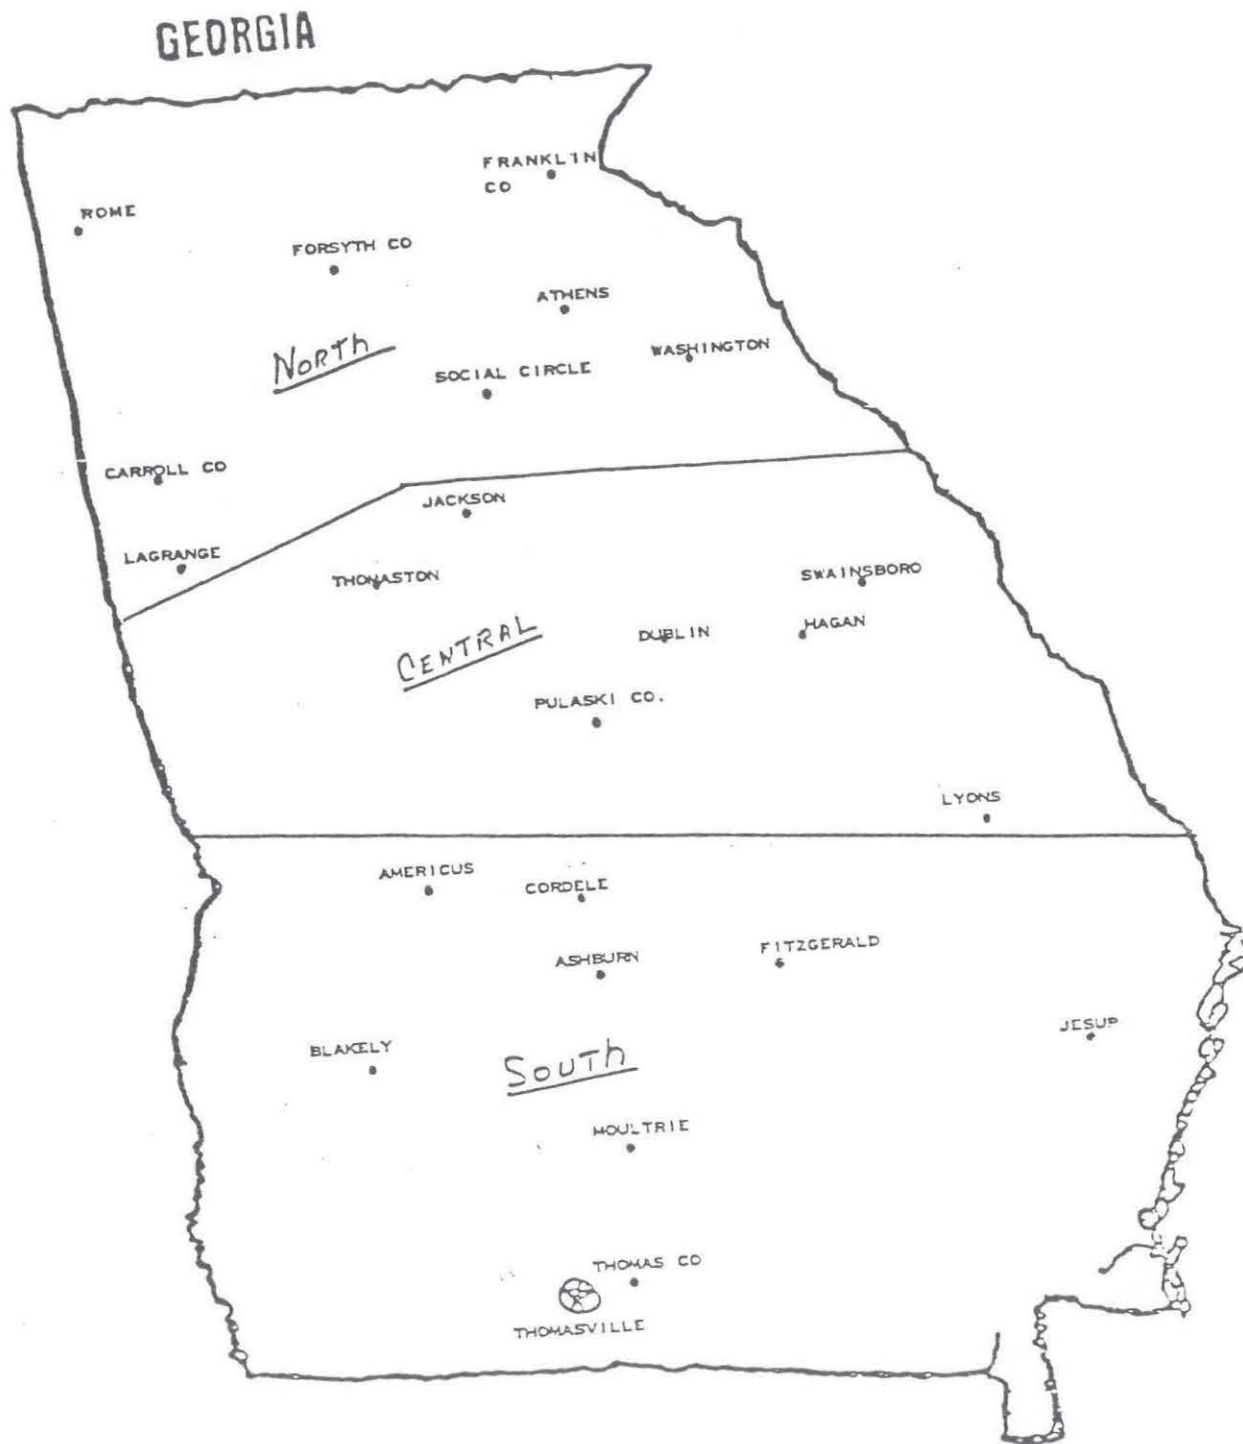 GEORGIA
FRANKLIN
CO
ROME
FORSYTH CO
ATHENS
WASHINGTON
North
SOCIAL CIRCLE
CARROLL CO
JACKSON
LAGRANGE
THOMASTON
SWAINSBORO
HAGAN
DUBLIN
CENTRAL
PULASKI CO.
LYONS
AMERICUS
CORDELE
FITZGERALD
ASHBURN
JESUP
BLAKELY
South
MOULTRIE
THOMAS CO
THOMASVILLE